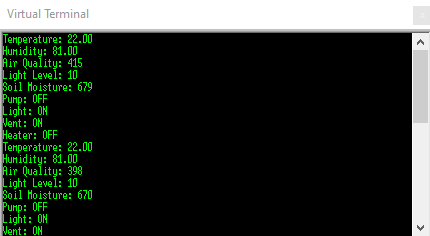 Virtual Terminal
Temperature: 22.00
Humidity: 81.00
Air Quality: 415
Light Level: 10
Soil Moisture: 679
Pump: OFF
Light: ON
Vent: ON
Heater: OFF
Temperature: 22.00
Humidity: 81.00
Air Quality: 398
Light Level: 10
Soil Moisture: 670
Pump: OFF
Light: ON
Vent: ON